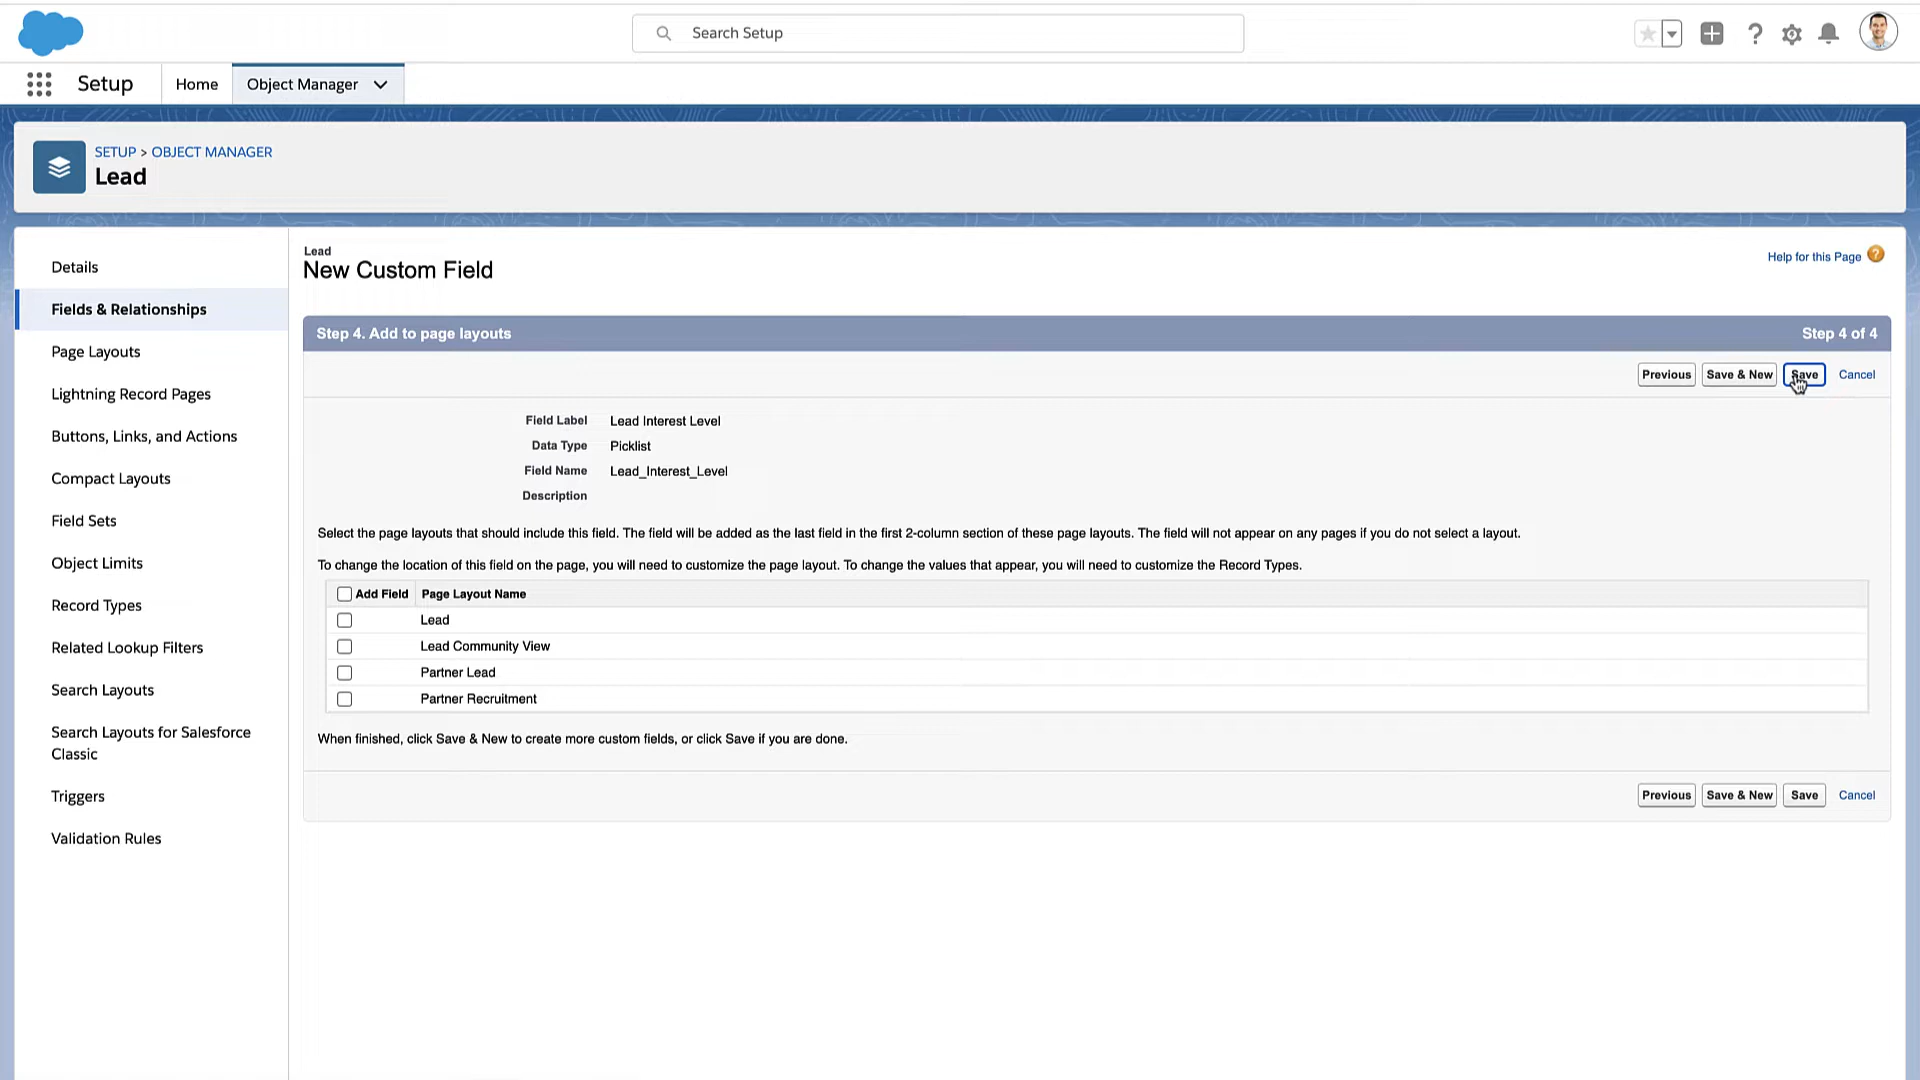 Search Setup
Setup
Home
Object Manager
SETUP > OBJECT MANAGER
Lead
Details
Fields & Relationships
Page Layouts
Lightning Record Pages
Buttons, Links, and Actions
Compact Layouts
Field Sets
Object Limits
Record Types
Related Lookup Filters
Search Layouts
Search Layouts for Salesforce
Classic
Triggers
Validation Rules
Lead
New Custom Field
Help for this Page
Step 4. Add to page layouts
Step 4 of 4
Previous
Save & New
Save
Cancel
Field Label Lead Interest Level
Data Type Picklist
Field Name Lead_Interest_Level
Description
Select the page layouts that should include this field. The field will be added as the last field in the first 2-column section of these page layouts. The field will not appear on any pages if you do not select a layout.
To change the location of this field on the page, you will need to customize the page layout. To change the values that appear, you will need to customize the Record Types.
Add Field Page Layout Name
Lead
Lead Community View
Partner Lead
Partner Recruitment
When finished, click Save & New to create more custom fields, or click Save if you are done.
Previous
Save & New
Save
Cancel